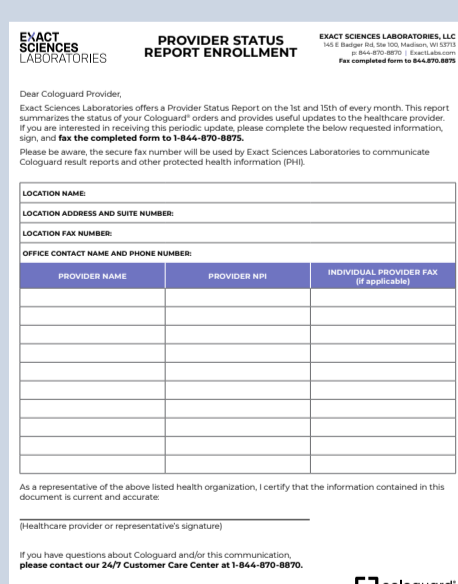 EXACT
SCIENCES
LABORATORIES
PROVIDER STATUS
REPORT ENROLLMENT
EXACT SCIENCES LABORATORIES, LLC
145 E Badger Rd, Ste 100, Madison, WI 53713
p: 844-870-8870 | ExactLabs.com
Fax completed form to 844.870.8875
Dear Cologuard Provider,
Exact Sciences Laboratories offers a Provider Status Report on the 1st and 15th of every month. This report
summarizes the status of your Cologuard® orders and provides useful updates to the healthcare provider.
If you are interested in receiving this periodic update, please complete the below requested information,
sign, and fax the completed form to 1-844-870-8875.
Please be aware, the secure fax number will be used by Exact Sciences Laboratories to communicate
Cologuard result reports and other protected health information (PHI).
LOCATION NAME:
LOCATION ADDRESS AND SUITE NUMBER:
LOCATION FAX NUMBER:
OFFICE CONTACT NAME AND PHONE NUMBER:
PROVIDER NAME
PROVIDER NPI
INDIVIDUAL PROVIDER FAX
(if applicable)
As a representative of the above listed health organization, I certify that the information contained in this
document is current and accurate:
(Healthcare provider or representative's signature)
If you have questions about Cologuard and/or this communication,
please contact our 24/7 Customer Care Center at 1-844-870-8870.
cologuard®